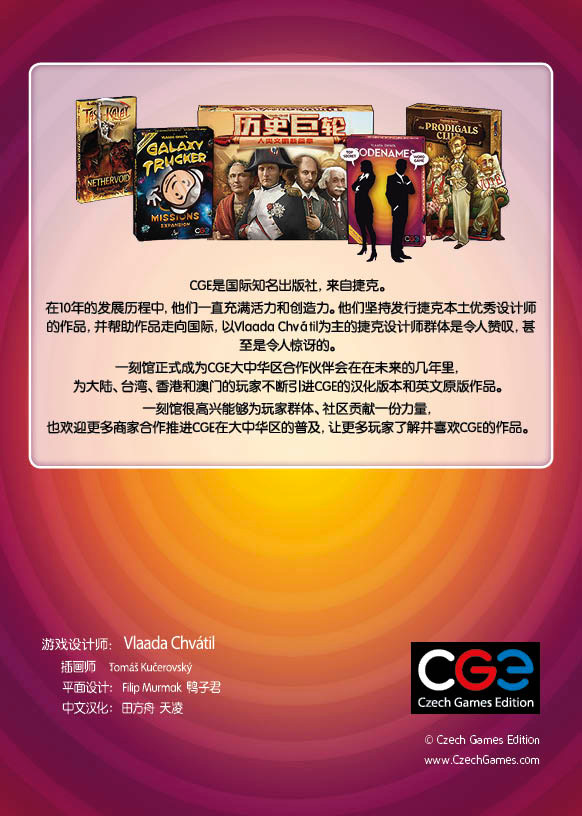 Tash-Kalar
NETHERVOID
VLAADA CHVÁTIL
GALAXY TRUCKER
MISSIONS
EXPANSION
历史巨轮
CGE
TOP SECRET
WORD GAME
VLAADA CHVÁTIL
CODENAMES
The PRODIGALS CLUB
CGE是国际知名出版社，来自捷克。
在10年的发展历程中，他们一直充满活力和创造力。他们坚持发行捷克本土优秀设计师
的作品，并帮助作品走向国际，以Vlaada Chvátil为主的捷克设计师群体是令人赞叹，甚
至是令人惊讶的。
一刻馆正式成为CGE大中华区合作伙伴会在在未来的几年里，
为大陆、台湾、香港和澳门的玩家不断引进CGE的汉化版本和英文原版作品。
一刻馆很高兴能够为玩家群体、社区贡献一份力量，
也欢迎更多商家合作推进CGE在大中华区的普及，让更多玩家了解并喜欢CGE的作品。
游戏设计师： Vlaada Chvátil
插画师 Tomáš Kučerovský
平面设计： Filip Murmak 鸭子君
中文汉化： 田方舟 天凌
CGE
Czech Games Edition
© Czech Games Edition
www.CzechGames.com